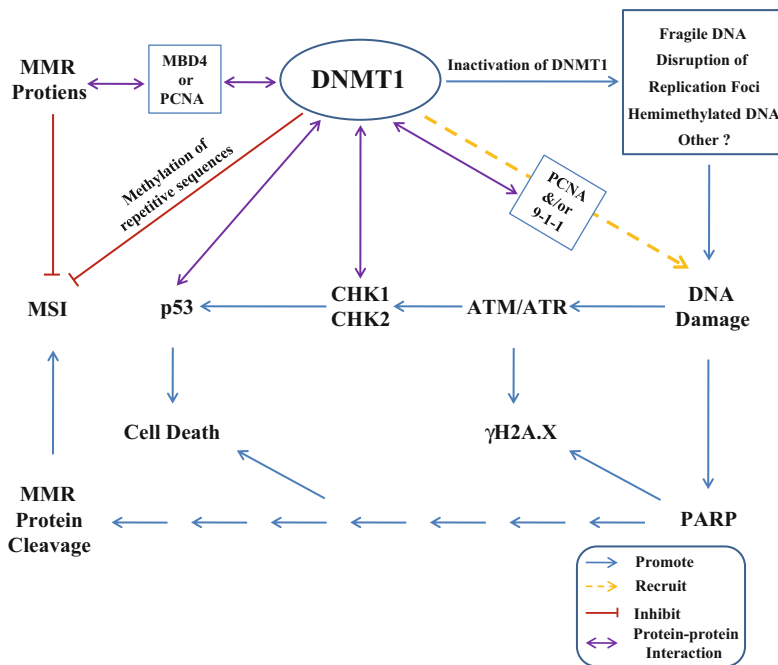 MMR
Protiens
MBD4
or
PCNA
DNMT1
Inactivation of DNMT1
Fragile DNA
Disruption of
Replication Foci
Hemimethylated DNA
Other ?
Methylation of
repetitive sequences
PCNA
&/or
9-1-1
MSI
p53
CHK1
CHK2
ATM/ATR
DNA
Damage
Cell Death
γH2A.X
MMR
Protein
Cleavage
PARP
Promote
Recruit
Inhibit
Protein-protein
Interaction